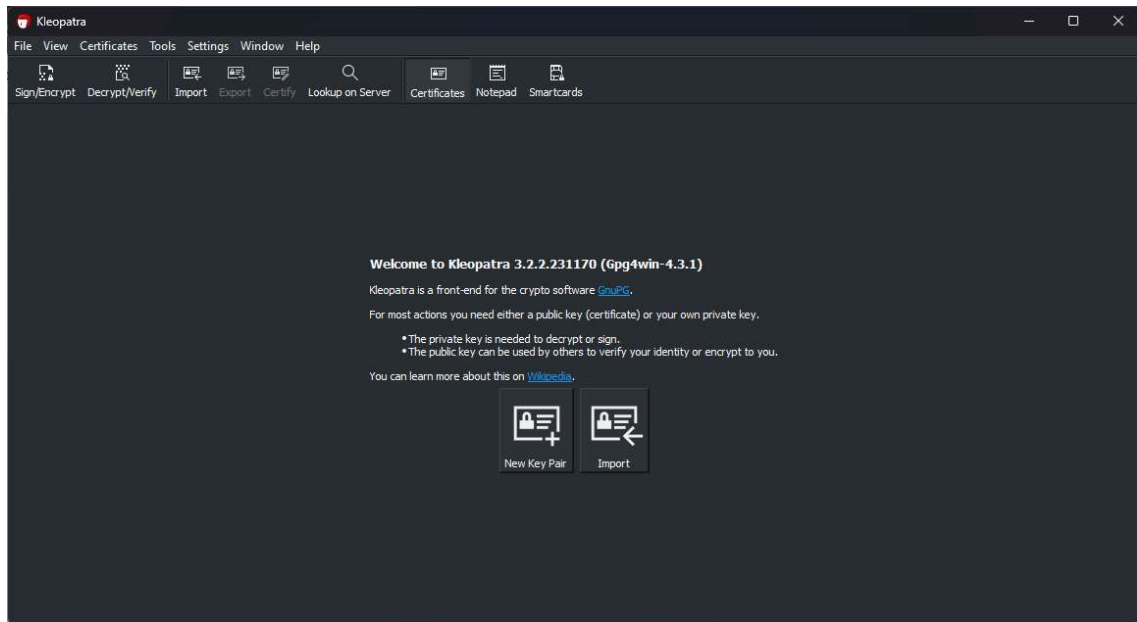 Kleopatra
File View Certificates Tools Settings Window Help
Sign/Encrypt Decrypt/Verify Import Export Certify Lookup on Server Certificates Notepad Smartcards
Welcome to Kleopatra 3.2.2.231170 (Gpg4win-4.3.1)
Kleopatra is a front-end for the crypto software GnuPG.
For most actions you need either a public key (certificate) or your own private key.
•The private key is needed to decrypt or sign.
•The public key can be used by others to verify your identity or encrypt to you.
You can learn more about this on Wikipedia.
New Key Pair Import